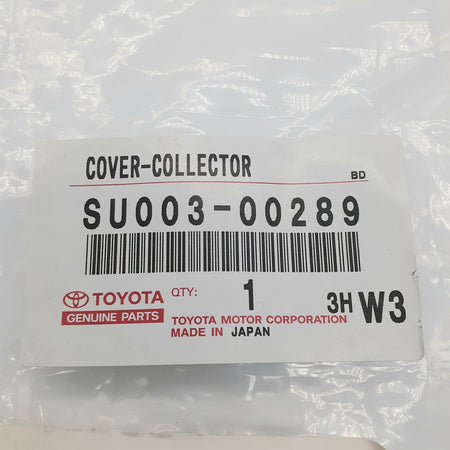 COVER-COLLECTOR
BD
SU003-00289
TOYOTA
GENUINE PARTS
QTY: 1
3H W3
TOYOTA MOTOR CORPORATION
MADE IN JAPAN